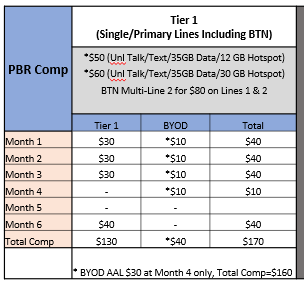 Tier 1
(Single/Primary Lines Including BTN)
PBR Comp
*$50 (Unl Talk/Text/35GB Data/12 GB Hotspot)
*$60 (Unl Talk/Text/35GB Data/30 GB Hotspot)
BTN Multi-Line 2 for $80 on Lines 1 & 2
Tier 1 BYOD Total
Month 1 $30 *$10 $40
Month 2 $30 *$10 $40
Month 3 $30 *$10 $40
Month 4 - *$10 $10
Month 5 - -
Month 6 $40 - $40
Total Comp $130 *$40 $170
* BYOD AAL $30 at Month 4 only, Total Comp=$160